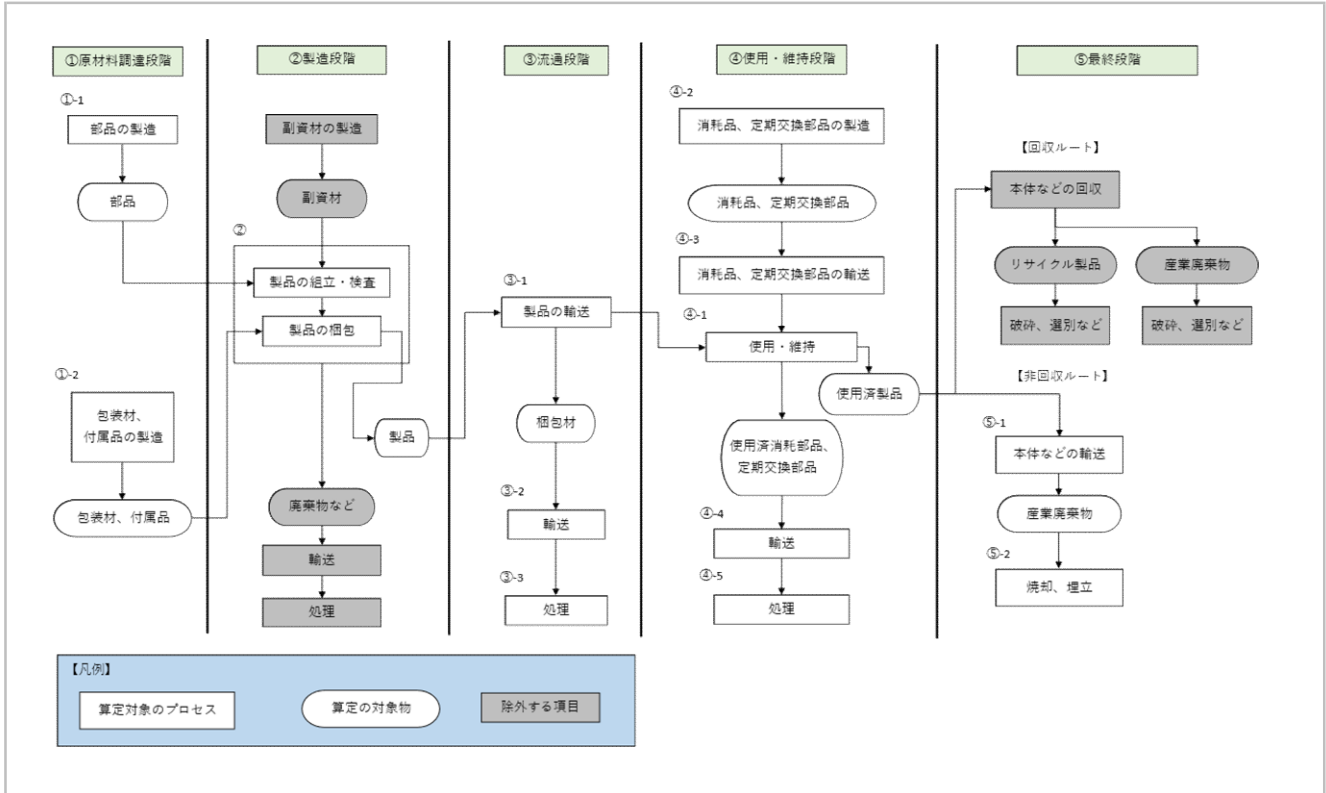 ①原材料調達段階
①-1
部品の製造
部品
①-2
包装材、
付属品の製造
包装材、付属品
②製造段階
副資材の製造
副資材
②
製品の組立・検査
製品の梱包
製品
廃棄物など
輸送
処理
③流通段階
③-1
製品の輸送
梱包材
③-2
輸送
③-3
処理
④使用・維持段階
④-2
消耗品、定期交換部品の製造
消耗品、定期交換部品
④-3
消耗品、定期交換部品の輸送
④-1
使用・維持
使用済製品
使用済消耗部品、
定期交換部品
④-4
輸送
④-5
処理
⑤最終段階
【回収ルート】
本体などの回収
リサイクル製品
産業廃棄物
破砕、選別など
破砕、選別など
【非回収ルート】
⑤-1
本体などの輸送
産業廃棄物
⑤-2
焼却、埋立
【凡例】
算定対象のプロセス
算定の対象物
除外する項目